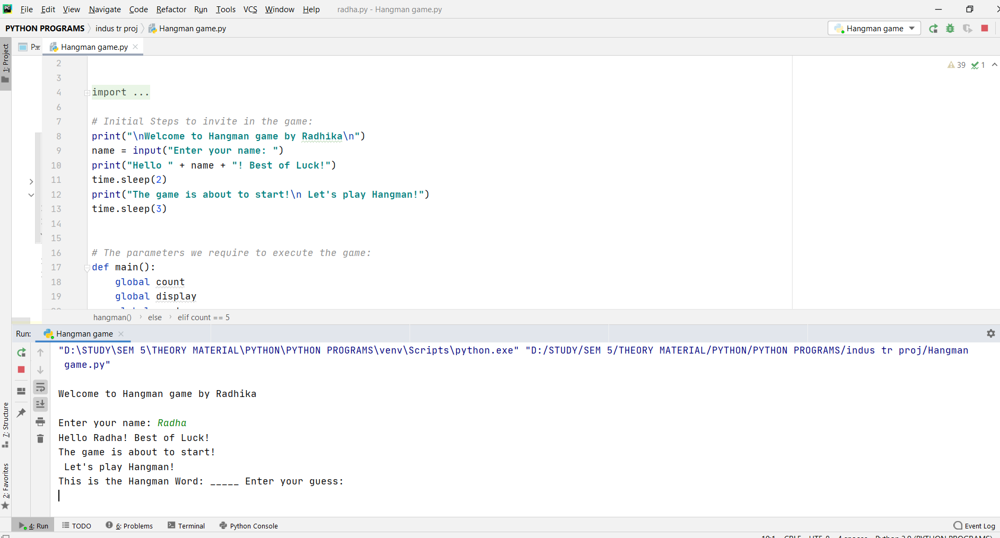 File Edit View Navigate Code Refactor Run Tools VCS Window Help radha.py - Hangman game.py
PYTHON PROGRAMS indus tr proj Hangman game.py Hangman game
1: Project
P... Hangman game.py
39 1
2
3
4 import ...
6
7 # Initial Steps to invite in the game:
8 print("\nWelcome to Hangman game by Radhika\n")
9 name = input("Enter your name: ")
10 print("Hello " + name + "! Best of Luck!")
11 time.sleep(2)
12 print("The game is about to start!\n Let's play Hangman!")
13 time.sleep(3)
14
15
16 # The parameters we require to execute the game:
17 def main():
18 global count
19 global display
hangman() elif count == 5
else
Run: Hangman game
"D:\STUDY\SEM 5\THEORY MATERIAL\PYTHON\PYTHON PROGRAMS\venv\Scripts\python.exe" "D:/STUDY/SEM 5/THEORY MATERIAL/PYTHON/PYTHON PROGRAMS/indus tr proj/Hangman
game.py"
Welcome to Hangman game by Radhika
Enter your name: Radha
Hello Radha! Best of Luck!
The game is about to start!
Let's play Hangman!
This is the Hangman Word: _____ Enter your guess:
7: Structure
2: Favorites
4: Run TODO 6: Problems Terminal Python Console Event Log